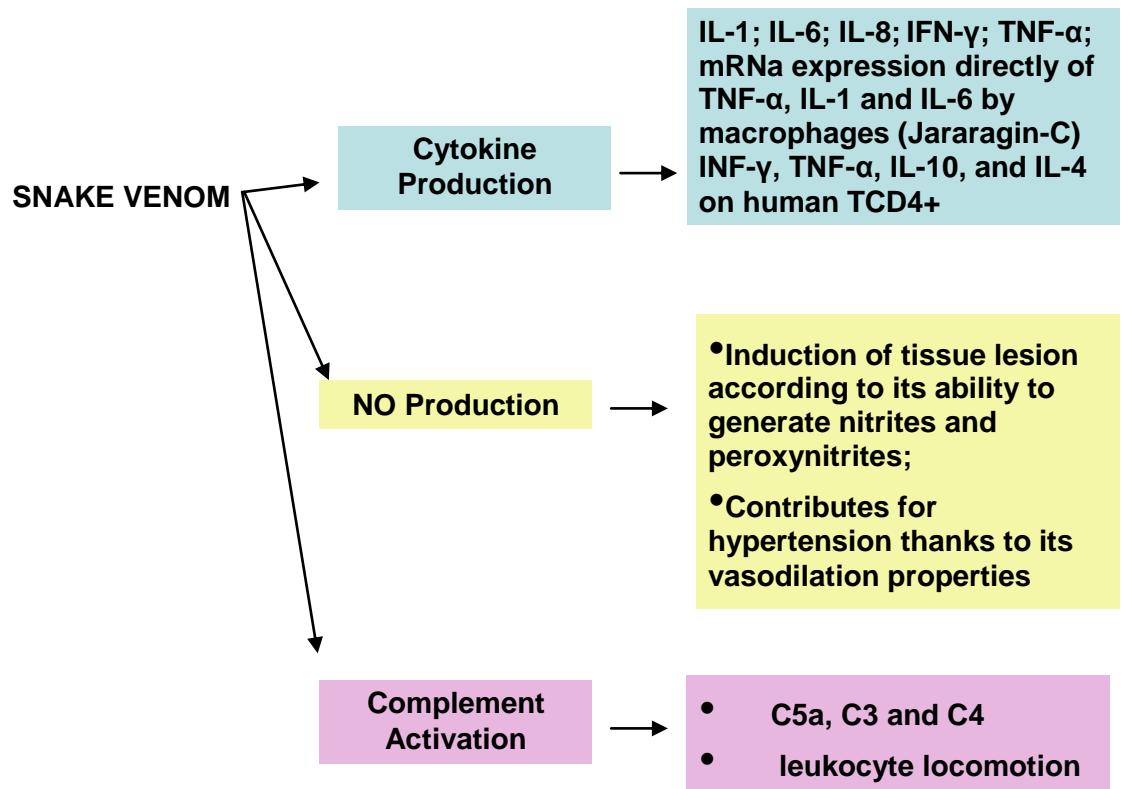 SNAKE VENOM
Cytokine
Production
IL-1; IL-6; IL-8; IFN-γ; TNF-α;
mRNa expression directly of
TNF-α, IL-1 and IL-6 by
macrophages (Jararagin-C)
INF-γ, TNF-α, IL-10, and IL-4
on human TCD4+
NO Production
•Induction of tissue lesion
according to its ability to
generate nitrites and
peroxynitrites;
•Contributes for
hypertension thanks to its
vasodilation properties
Complement
Activation
• C5a, C3 and C4
• leukocyte locomotion